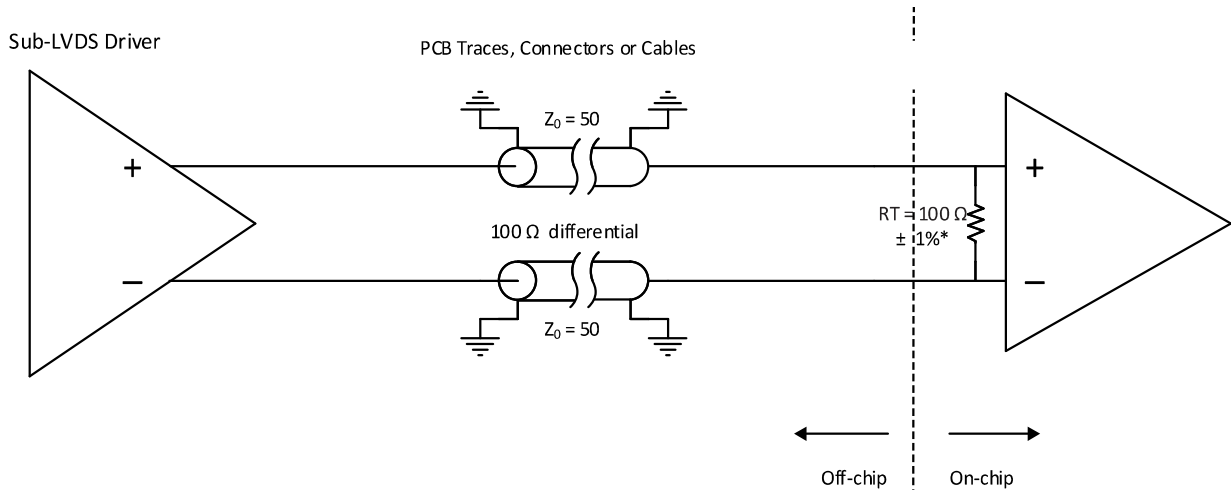 Sub-LVDS Driver
PCB Traces, Connectors or Cables
Z₀ = 50
+
+
RT = 100 Ω
± 1%*
100 Ω differential
−
−
Z₀ = 50
Off-chip
On-chip